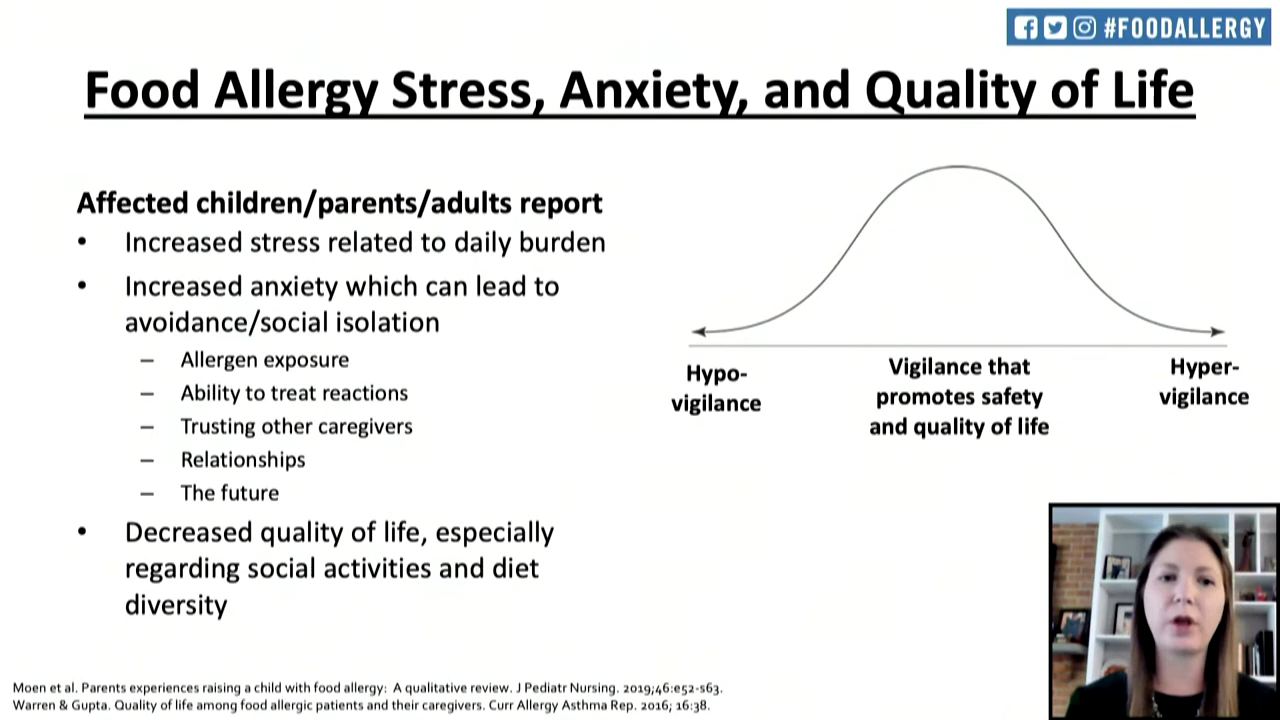 #FOODALLERGY
Food Allergy Stress, Anxiety, and Quality of Life
Affected children/parents/adults report
• Increased stress related to daily burden
• Increased anxiety which can lead to
avoidance/social isolation
– Allergen exposure
– Ability to treat reactions
– Trusting other caregivers
– Relationships
– The future
• Decreased quality of life, especially
regarding social activities and diet
diversity
Hypo-
vigilance
Vigilance that
promotes safety
and quality of life
Hyper-
vigilance
Moen et al. Parents experiences raising a child with food allergy: A qualitative review. J Pediatr Nursing. 2019;46:e52-s63.
Warren & Gupta. Quality of life among food allergic patients and their caregivers. Curr Allergy Asthma Rep. 2016; 16:38.